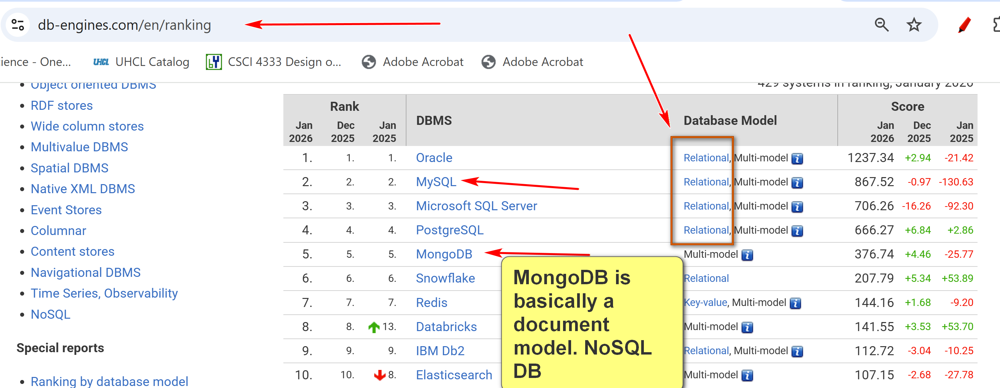 db-engines.com/en/ranking
ience - One...
UHCL UHCL Catalog
bY CSCI 4333 Design o...
Adobe Acrobat
Adobe Acrobat
Object oriented DBMS
RDF stores
Wide column stores
Multivalue DBMS
Spatial DBMS
Native XML DBMS
Event Stores
Columnar
Content stores
Navigational DBMS
Time Series, Observability
NoSQL
Special reports
Ranking by database model
429 systems in ranking, January 2026
Rank DBMS Database Model Score
Jan 2026 Dec 2025 Jan 2025 Jan 2026 Dec 2025 Jan 2025
1. 1. 1. Oracle Relational, Multi-model i 1237.34 +2.94 -21.42
2. 2. 2. MySQL Relational, Multi-model i 867.52 -0.97 -130.63
3. 3. 3. Microsoft SQL Server Relational, Multi-model i 706.26 -16.26 -92.30
4. 4. 4. PostgreSQL Relational, Multi-model i 666.27 +6.84 +2.86
5. 5. 5. MongoDB Multi-model i 376.74 +4.46 -25.77
6. 6. 6. Snowflake Relational 207.79 +5.34 +53.89
7. 7. 7. Redis Key-value, Multi-model i 144.16 +1.68 -9.20
8. 8. 13. Databricks Multi-model i 141.55 +3.53 +53.70
9. 9. 9. IBM Db2 Relational, Multi-model i 112.72 -3.04 -10.25
10. 10. 8. Elasticsearch Multi-model i 107.15 -2.68 -27.78
MongoDB is
basically a
document
model. NoSQL
DB